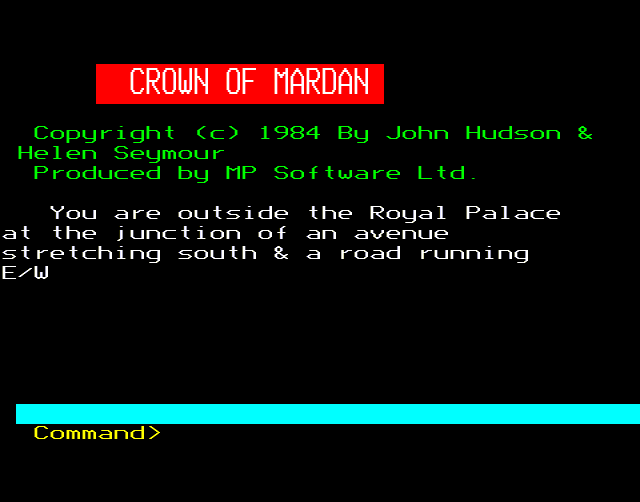 CROWN OF MARDAN
Copyright (c) 1984 By John Hudson &
Helen Seymour
Produced by MP Software Ltd.
You are outside the Royal Palace
at the junction of an avenue
stretching south & a road running
E/W
Command>